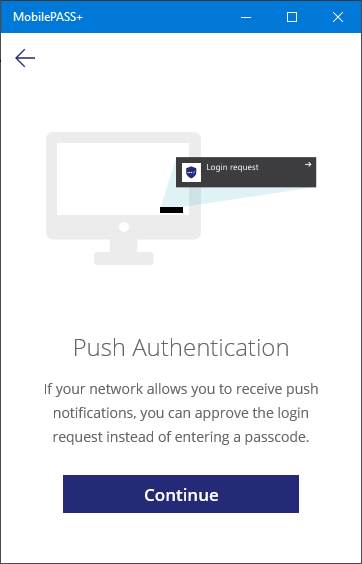 MobilePASS+
Login request
Push Authentication
If your network allows you to receive push
notifications, you can approve the login
request instead of entering a passcode.
Continue